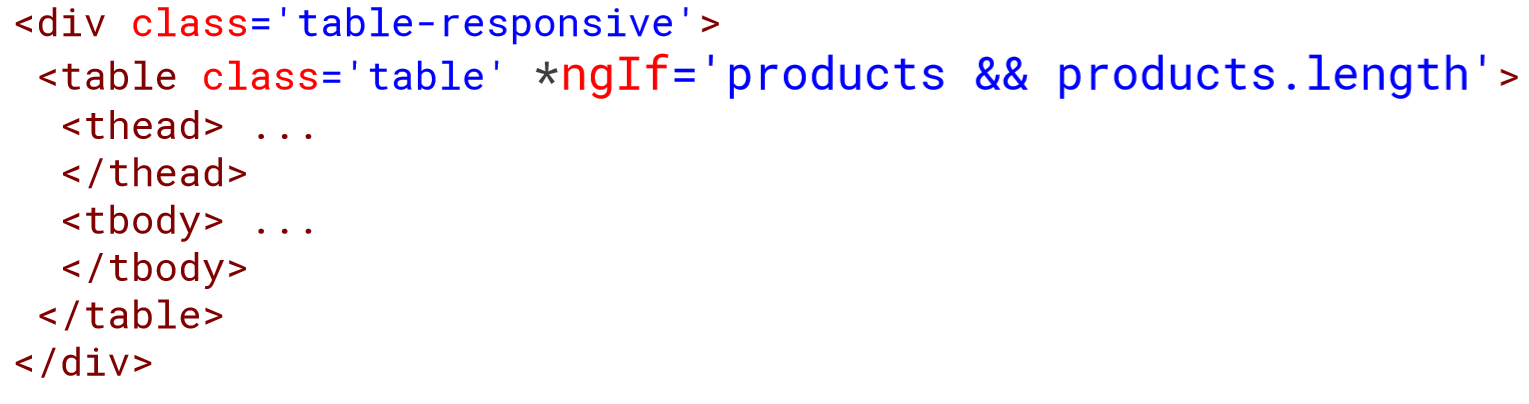 <div class='table-responsive'>
 <table class='table' *ngIf='products && products.length'>
  <thead> ...
  </thead>
  <tbody> ...
  </tbody>
 </table>
</div>